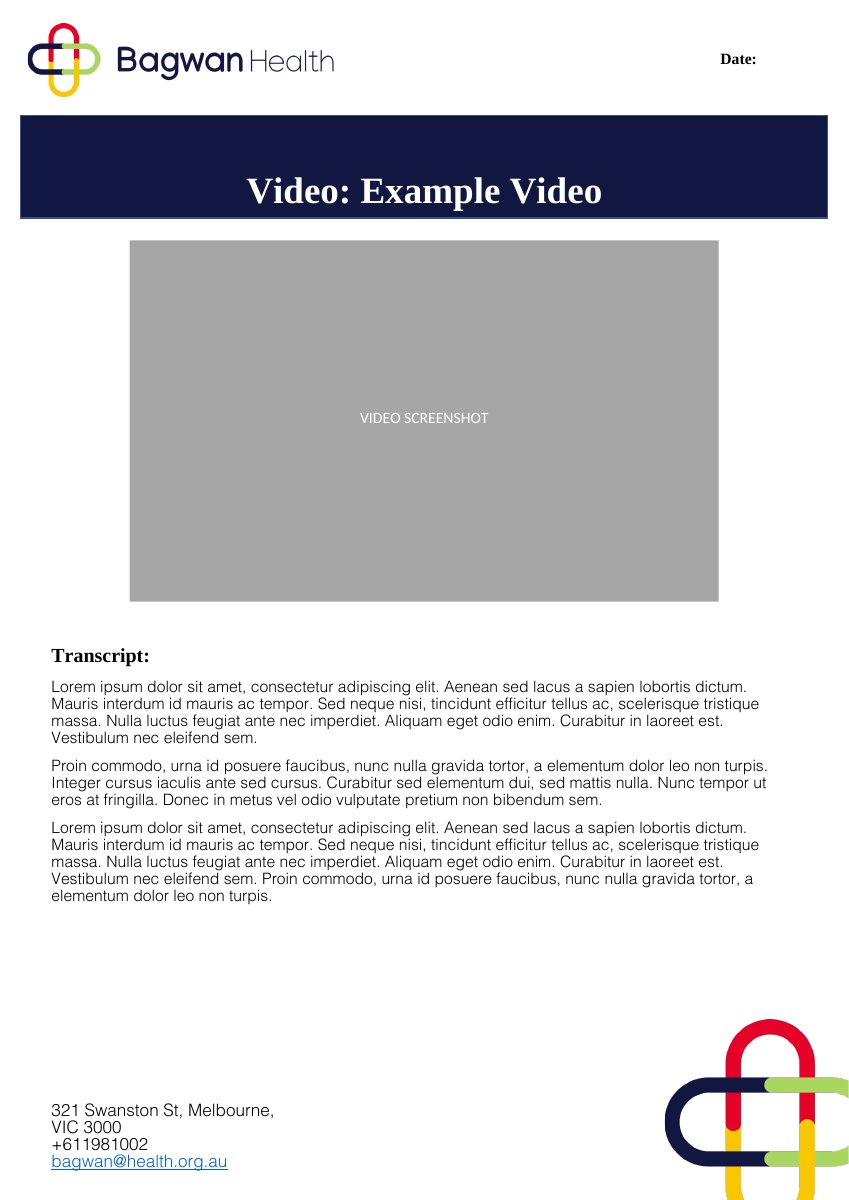 Bagwan Health
Date:
Video: Example Video
VIDEO SCREENSHOT
Transcript:
Lorem ipsum dolor sit amet, consectetur adipiscing elit. Aenean sed lacus a sapien lobortis dictum.
Mauris interdum id mauris ac tempor. Sed neque nisi, tincidunt efficitur tellus ac, scelerisque tristique
massa. Nulla luctus feugiat ante nec imperdiet. Aliquam eget odio enim. Curabitur in laoreet est.
Vestibulum nec eleifend sem.
Proin commodo, urna id posuere faucibus, nunc nulla gravida tortor, a elementum dolor leo non turpis.
Integer cursus iaculis ante sed cursus. Curabitur sed elementum dui, sed mattis nulla. Nunc tempor ut
eros at fringilla. Donec in metus vel odio vulputate pretium non bibendum sem.
Lorem ipsum dolor sit amet, consectetur adipiscing elit. Aenean sed lacus a sapien lobortis dictum.
Mauris interdum id mauris ac tempor. Sed neque nisi, tincidunt efficitur tellus ac, scelerisque tristique
massa. Nulla luctus feugiat ante nec imperdiet. Aliquam eget odio enim. Curabitur in laoreet est.
Vestibulum nec eleifend sem. Proin commodo, urna id posuere faucibus, nunc nulla gravida tortor, a
elementum dolor leo non turpis.
321 Swanston St, Melbourne,
VIC 3000
+611981002
bagwan@health.org.au